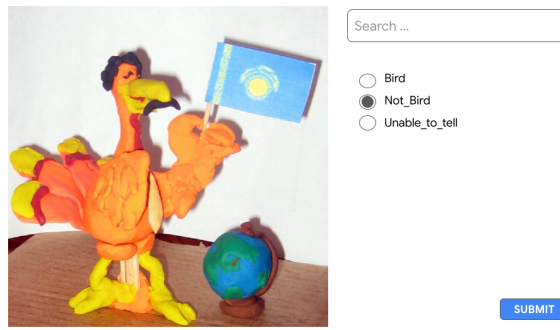 Search ...
Bird
Not_Bird
Unable_to_tell
SUBMIT